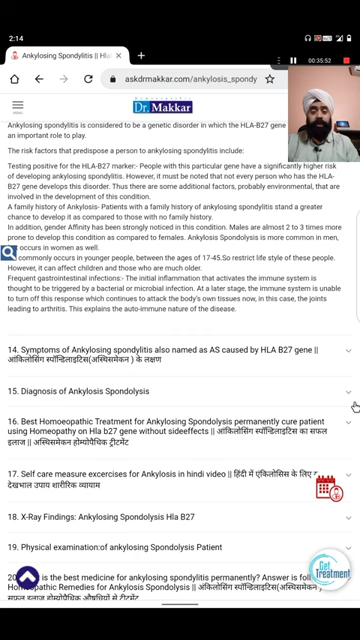 2:14
00:35:52
Ankylosing Spondylitis || HL
askdrmakkar.com/ankylosis_spondy
Dr. Makkar
MENU
Ankylosing spondylitis is considered to be a genetic disorder in which the HLA-B27 gene
an important role to play.
The risk factors that predispose a person to ankylosing spondylitis include:
Testing positive for the HLA-B27 marker:- People with this particular gene have a significantly higher risk
of developing ankylosing spondylitis. However, it must be noted that not every person who has the HLA-
B27 gene develops this disorder. Thus there are some additional factors, probably environmental, that
are involved in the development of this condition.
A family history of Ankylosis- Patients with a family history of ankylosing spondylitis stand a greater
chance to develop it as compared to those with no family history.
In addition, gender Affinity has been strongly noticed in this condition. Males are almost 2 to 3 times
more prone to develop this condition as compared to females. Ankylosis Spondylosis is more common in men,
occurs in women as well.
commonly occurs in younger people, between the ages of 17-45.So restrict life style of these people.
However, it can affect children and those who are much older.
Frequent gastrointestinal infections:- The initial inflammation that activates the immune system is
thought to be triggered by a bacterial or microbial infection. At a later stage, the immune system is unable
to turn off this response which continues to attack the body's own tissues now, in this case, the joints
leading to arthritis. This explains the auto-immune nature of the disease.
14. Symptoms of Ankylosing spondylitis also named as AS caused by HLA B27 gene ||
आंकिलोसिंग स्पॉन्डिलाइटिस(अस्थिसमेकन ) के लक्षण
15. Diagnosis of Ankylosis Spondolysis
16. Best Homoeopathic Treatment for Ankylosing Spondolysis permanently cure patient
using Homeopathy on Hla b27 gene without sideeffects || आंकिलोसिंग स्पॉन्डिलाइटिस का सफल
इलाज || अस्थिसमेकन होम्योपैथिक ट्रीटमेंट
17. Self care measure excercises for Ankylosis in hindi video || हिंदी में एंकिलोसिस के लिए
देखभाल उपाय शारीरिक व्यायाम
18. X-Ray Findings: Ankylosing Spondolysis Hla B27
19. Physical examination:of ankylosing Spondolysis Patient
is the best medicine for ankylosing spondylitis permanently? Answer is
Homeopathic Remedies for Ankylosis Spondolysis || आंकिलोसिंग स्पॉन्डिलाइटिस(अस्थिसमेकन )
Get
Treatment